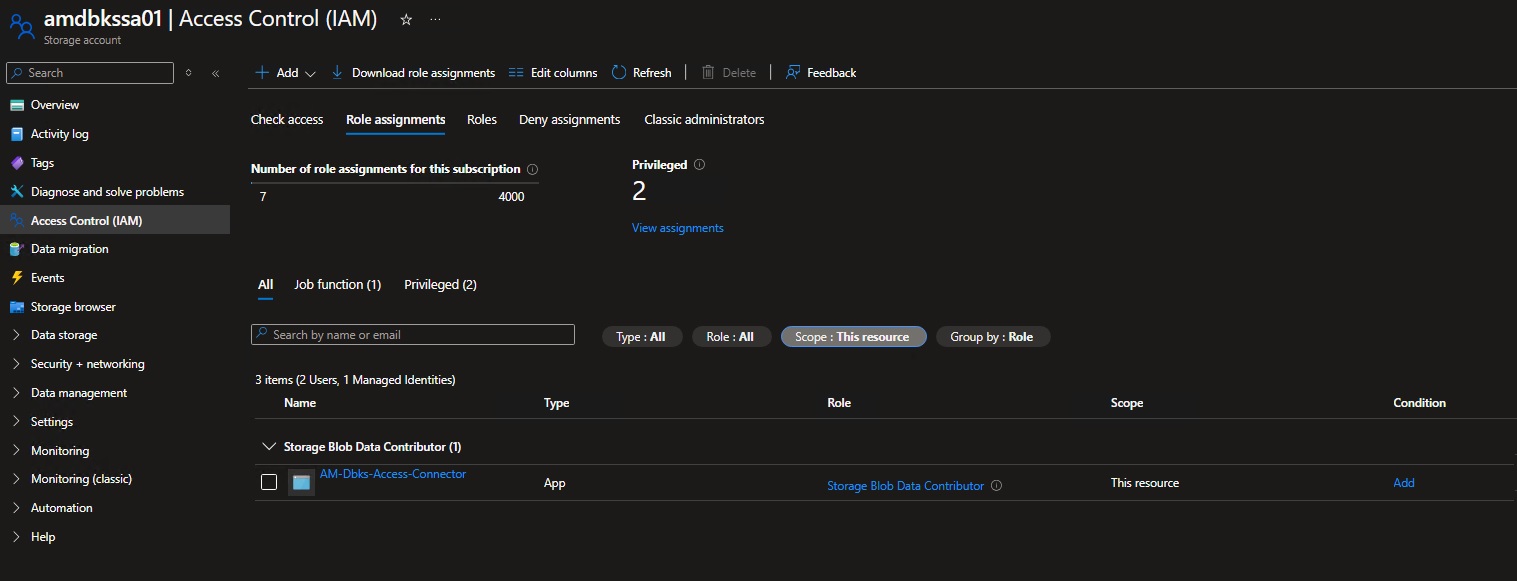 amdbkssa01 | Access Control (IAM) ☆ ...
Storage account
Search
Add Download role assignments Edit columns Refresh Delete Feedback
Overview
Activity log
Tags
Diagnose and solve problems
Access Control (IAM)
Data migration
Events
Storage browser
Data storage
Security + networking
Data management
Settings
Monitoring
Monitoring (classic)
Automation
Help
Check access Role assignments Roles Deny assignments Classic administrators
Number of role assignments for this subscription
7 4000
Privileged
2
View assignments
All Job function (1) Privileged (2)
Search by name or email Type : All Role : All Scope : This resource Group by : Role
3 items (2 Users, 1 Managed Identities)
Name Type Role Scope Condition
Storage Blob Data Contributor (1)
AM-Dbks-Access-Connector App Storage Blob Data Contributor This resource Add